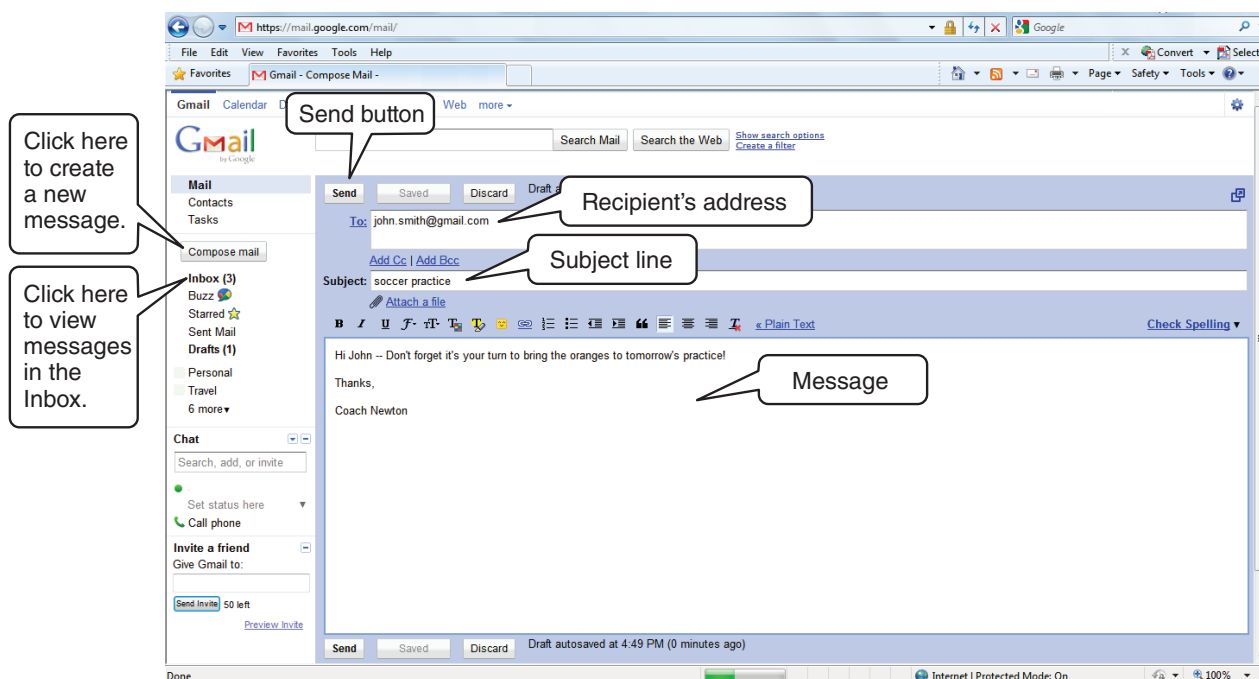 https://mail.google.com/mail/
Google
File Edit View Favorites Tools Help
X Convert Select
Favorites
Gmail - Compose Mail -
Page Safety Tools
Gmail Calendar Web more
Send button
Click here
to create
a new
message.
Gmail
by Google
Search Mail
Search the Web
Show search options
Create a filter
Mail
Contacts
Tasks
Send Saved Discard Draft
Recipient's address
To: john.smith@gmail.com
Compose mail
Add Cc | Add Bcc
Subject line
Click here
to view
messages
in the
Inbox.
Inbox (3)
Buzz
Starred
Sent Mail
Drafts (1)
Personal
Travel
6 more▾
Subject: soccer practice
Attach a file
B I U « Plain Text Check Spelling ▾
Hi John -- Don't forget it's your turn to bring the oranges to tomorrow's practice!
Message
Thanks,
Coach Newton
Chat
Search, add, or invite
Set status here
Call phone
Invite a friend
Give Gmail to:
Send Invite 50 left
Preview Invite
Send Saved Discard Draft autosaved at 4:49 PM (0 minutes ago)
Done Internet | Protected Mode: On 100%